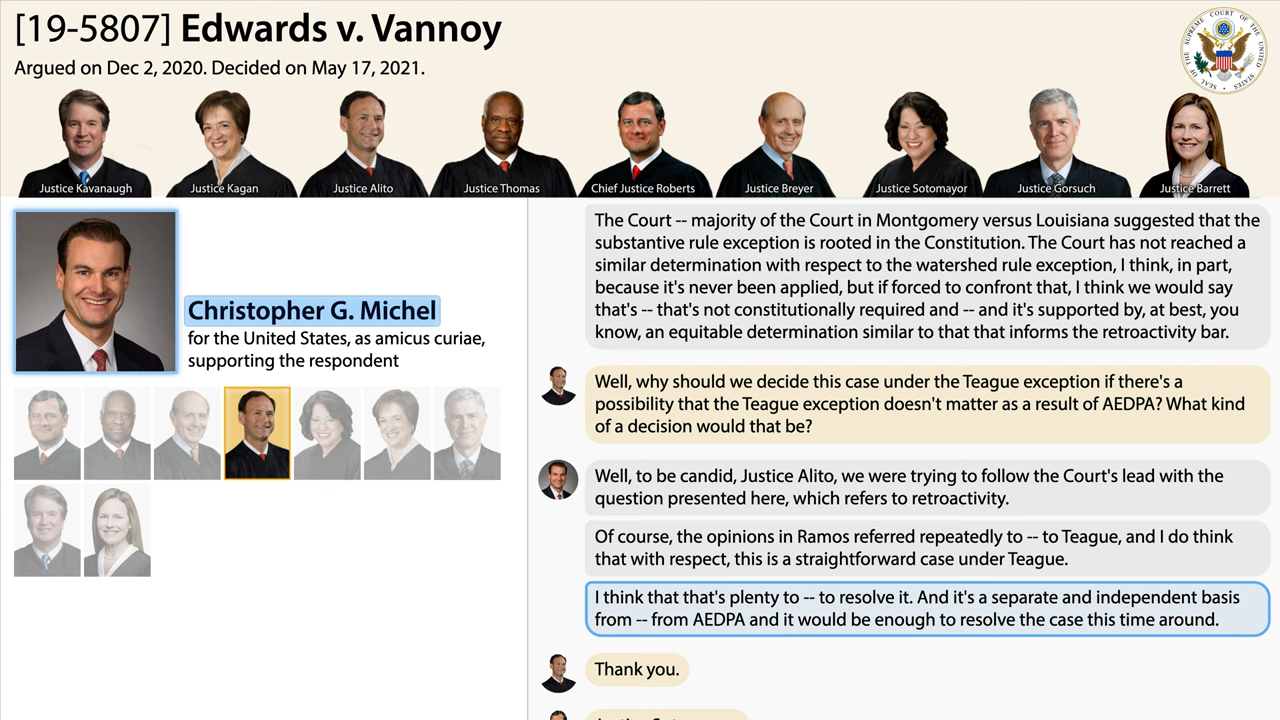 [19-5807] Edwards v. Vannoy
Argued on Dec 2, 2020. Decided on May 17, 2021.
SEAL OF THE SUPREME COURT OF THE UNITED STATES
Justice Kavanaugh
Justice Kagan
Justice Alito
Justice Thomas
Chief Justice Roberts
Justice Breyer
Justice Sotomayor
Justice Gorsuch
Justice Barrett
Christopher G. Michel
for the United States, as amicus curiae,
supporting the respondent
The Court -- majority of the Court in Montgomery versus Louisiana suggested that the
substantive rule exception is rooted in the Constitution. The Court has not reached a
similar determination with respect to the watershed rule exception, I think, in part,
because it's never been applied, but if forced to confront that, I think we would say
that's -- that's not constitutionally required and -- and it's supported by, at best, you
know, an equitable determination similar to that that informs the retroactivity bar.
Well, why should we decide this case under the Teague exception if there's a
possibility that the Teague exception doesn't matter as a result of AEDPA? What kind
of a decision would that be?
Well, to be candid, Justice Alito, we were trying to follow the Court's lead with the
question presented here, which refers to retroactivity.
Of course, the opinions in Ramos referred repeatedly to -- to Teague, and I do think
that with respect, this is a straightforward case under Teague.
I think that that's plenty to -- to resolve it. And it's a separate and independent basis
from -- from AEDPA and it would be enough to resolve the case this time around.
Thank you.